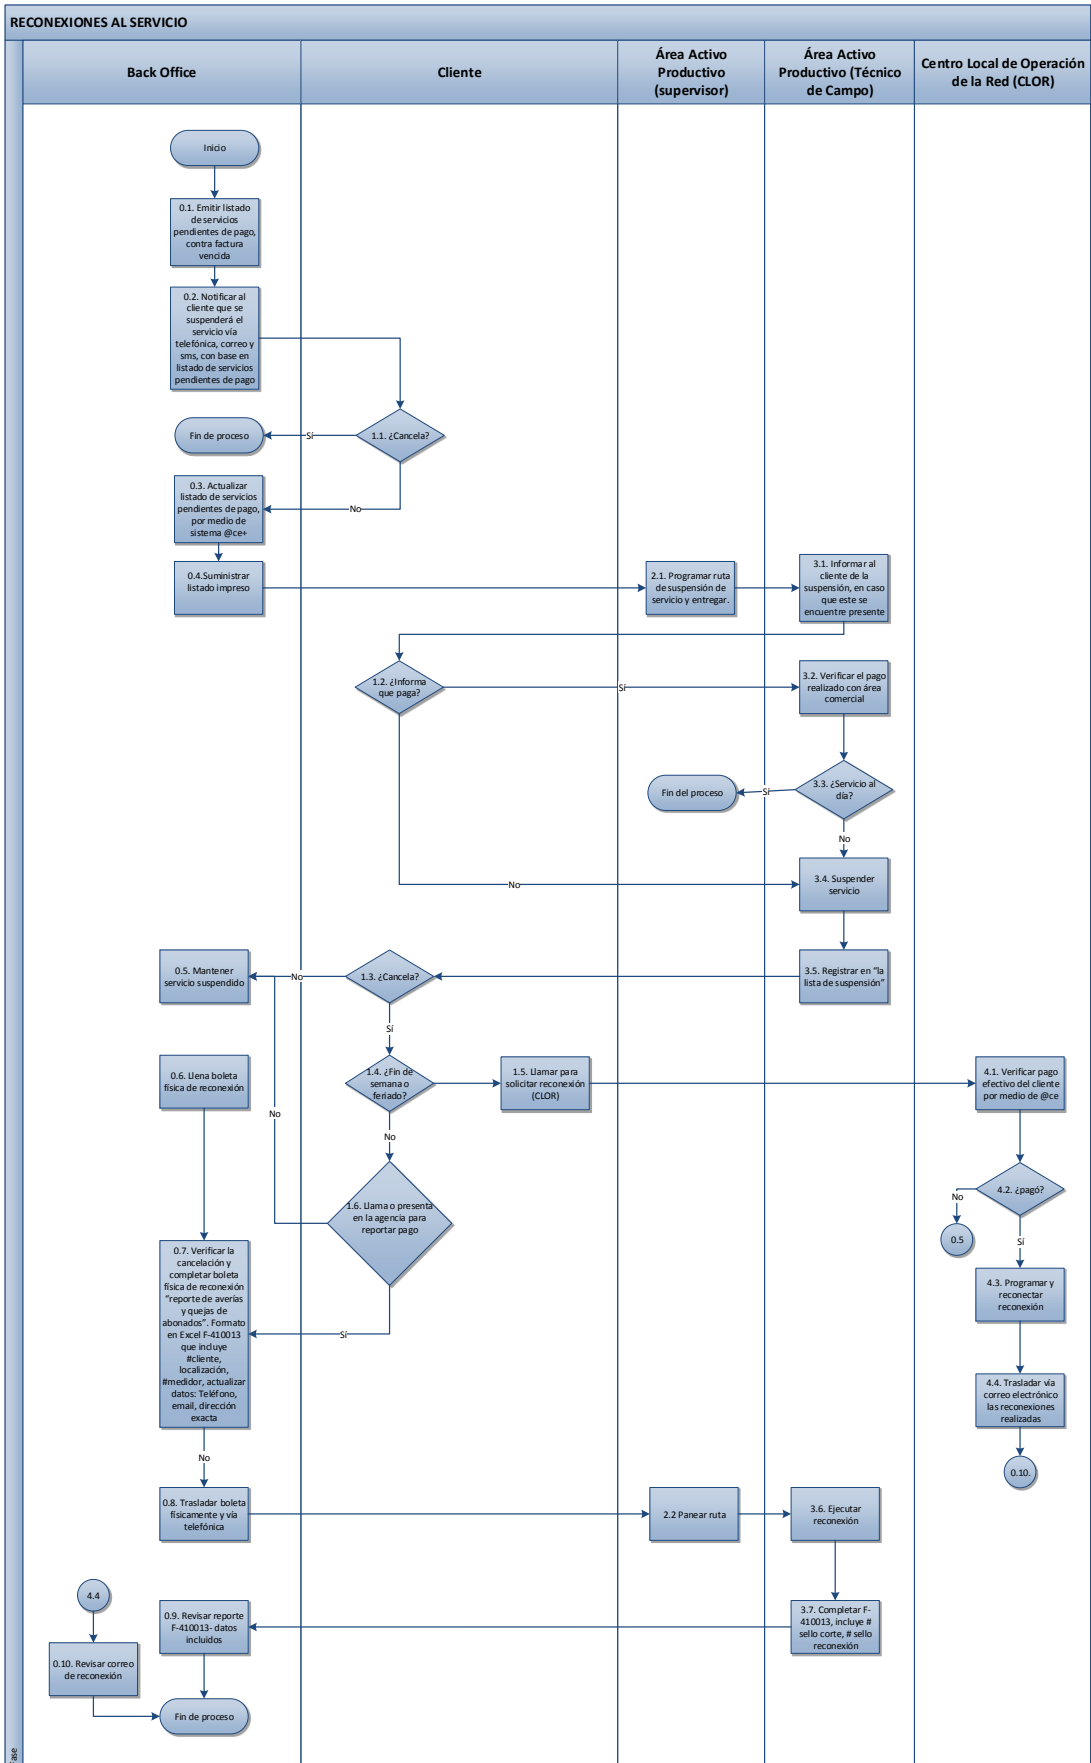 RECONEXIONES AL SERVICIO
Back Office
Cliente
Área Activo
Productivo
(supervisor)
Área Activo
Productivo (Técnico
de Campo)
Centro Local de Operación
de la Red (CLOR)
Inicio
0.1. Emitir listado
de servicios
pendientes de pago,
contra factura
vencida
0.2. Notificar al
cliente que se
suspenderá el
servicio vía
telefónica, correo y
sms, con base en
listado de servicios
pendientes de pago
1.1. ¿Cancela?
Sí
Fin de proceso
No
0.3. Actualizar
listado de servicios
pendientes de pago,
por medio de
sistema @ce+
0.4.Suministrar
listado impreso
2.1. Programar ruta
de suspensión de
servicio y entregar.
3.1. Informar al
cliente de la
suspensión, en caso
que este se
encuentre presente
1.2. ¿Informa
que paga?
Sí
3.2. Verificar el pago
realizado con área
comercial
3.3. ¿Servicio al
día?
Sí
Fin del proceso
No
3.4. Suspender
servicio
No
3.5. Registrar en "la
lista de suspensión"
1.3. ¿Cancela?
No
0.5. Mantener
servicio suspendido
Sí
0.6. Llena boleta
física de reconexión
1.4. ¿Fin de
semana o
feriado?
1.5. Llamar para
solicitar reconexión
(CLOR)
4.1. Verificar pago
efectivo del cliente
por medio de @ce
No
No
1.6. Llama o presenta
en la agencia para
reportar pago
4.2. ¿pagó?
No
0.5
Sí
0.7. Verificar la
cancelación y
completar boleta
física de reconexión
"reporte de averías
y quejas de
abonados". Formato
en Excel F-410013
que incluye
#cliente,
localización,
#medidor, actualizar
datos: Teléfono,
email, dirección
exacta
Sí
4.3. Programar y
reconectar
reconexión
4.4. Trasladar vía
correo electrónico
las reconexiones
realizadas
0.10.
No
0.8. Trasladar boleta
físicamente y vía
telefónica
2.2 Panear ruta
3.6. Ejecutar
reconexión
4.4
0.9. Revisar reporte
F-410013- datos
incluidos
3.7. Completar F-
410013, incluye #
sello corte, # sello
reconexión
0.10. Revisar correo
de reconexión
Fin de proceso